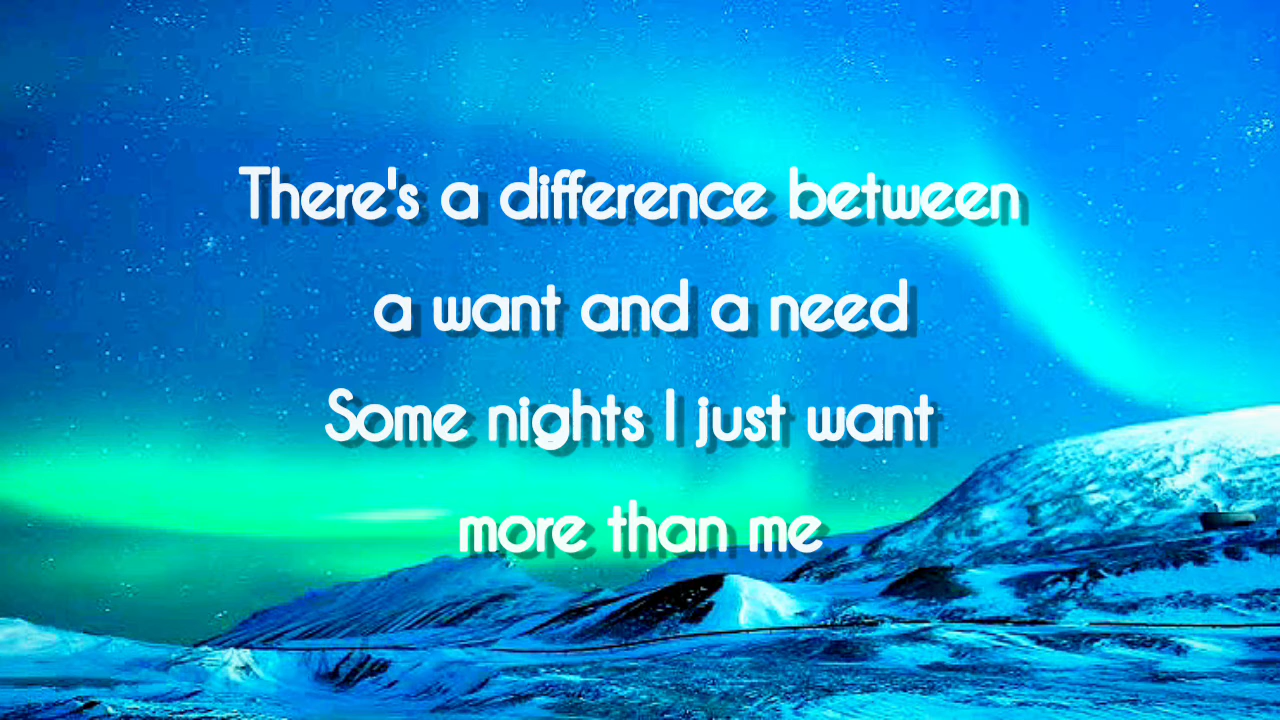 There's a difference between
a want and a need
Some nights I just want
more than me